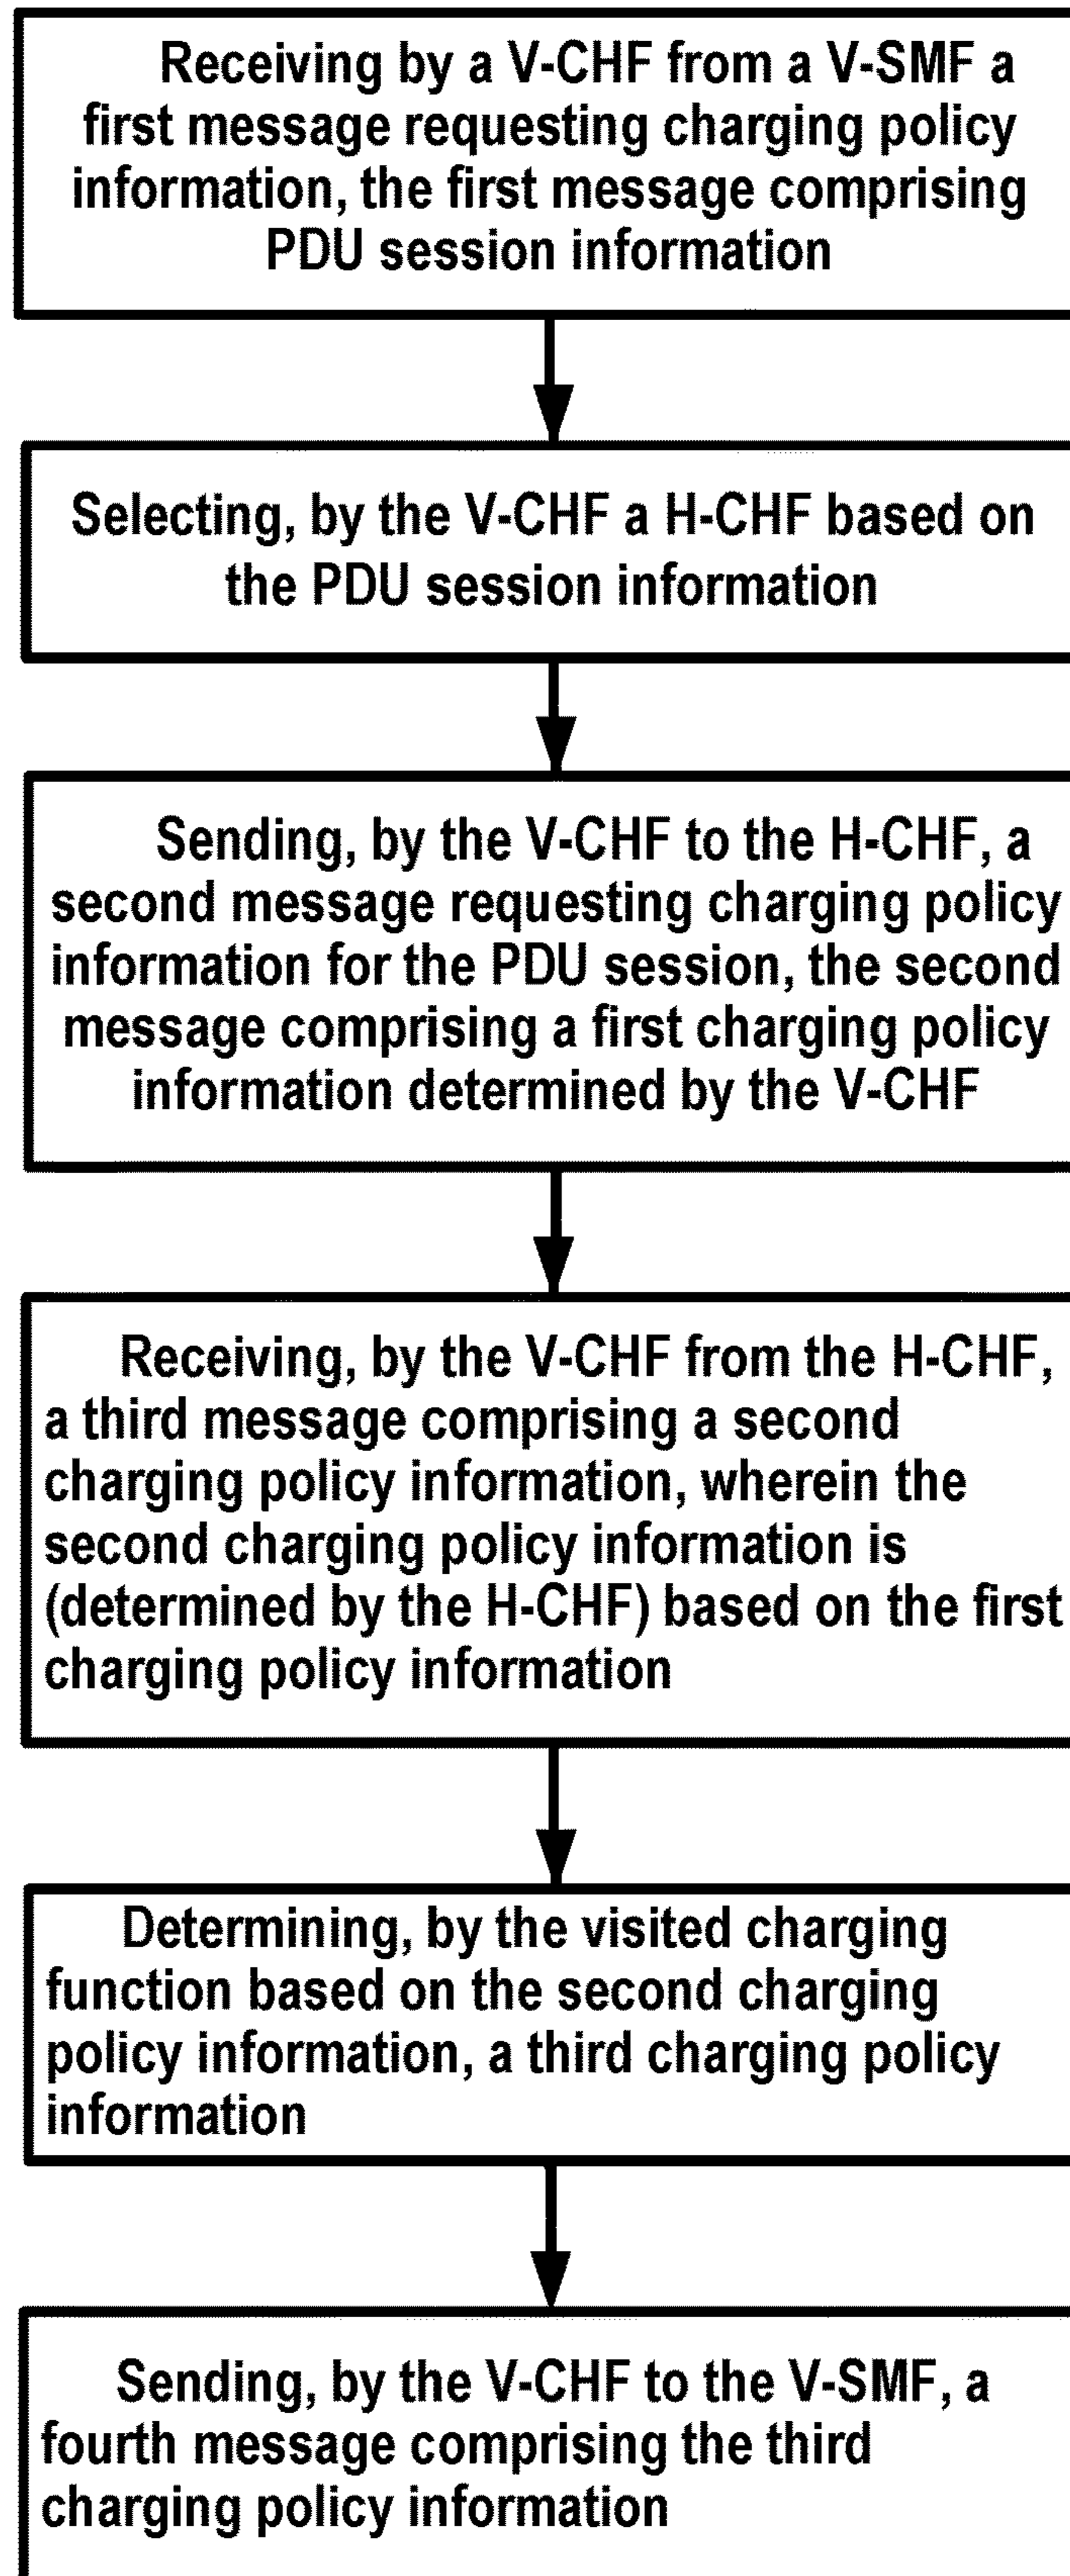 Receiving by a V-CHF from a V-SMF a
first message requesting charging policy
information, the first message comprising
PDU session information
Selecting, by the V-CHF a H-CHF based on
the PDU session information
Sending, by the V-CHF to the H-CHF, a
second message requesting charging policy
information for the PDU session, the second
message comprising a first charging policy
information determined by the V-CHF
Receiving, by the V-CHF from the H-CHF,
a third message comprising a second
charging policy information, wherein the
second charging policy information is
(determined by the H-CHF) based on the first
charging policy information
Determining, by the visited charging
function based on the second charging
policy information, a third charging policy
information
Sending, by the V-CHF to the V-SMF, a
fourth message comprising the third
charging policy information